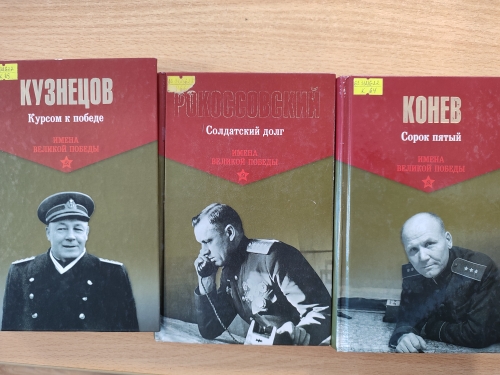 КУЗНЕЦОВ
Курсом к победе
ИМЕНА
ВЕЛИКОЙ ПОБЕДЫ
РОКОССОВСКИЙ
Солдатский долг
ИМЕНА
ВЕЛИКОЙ ПОБЕДЫ
КОНЕВ
Сорок пятый
ИМЕНА
ВЕЛИКОЙ ПОБЕДЫ